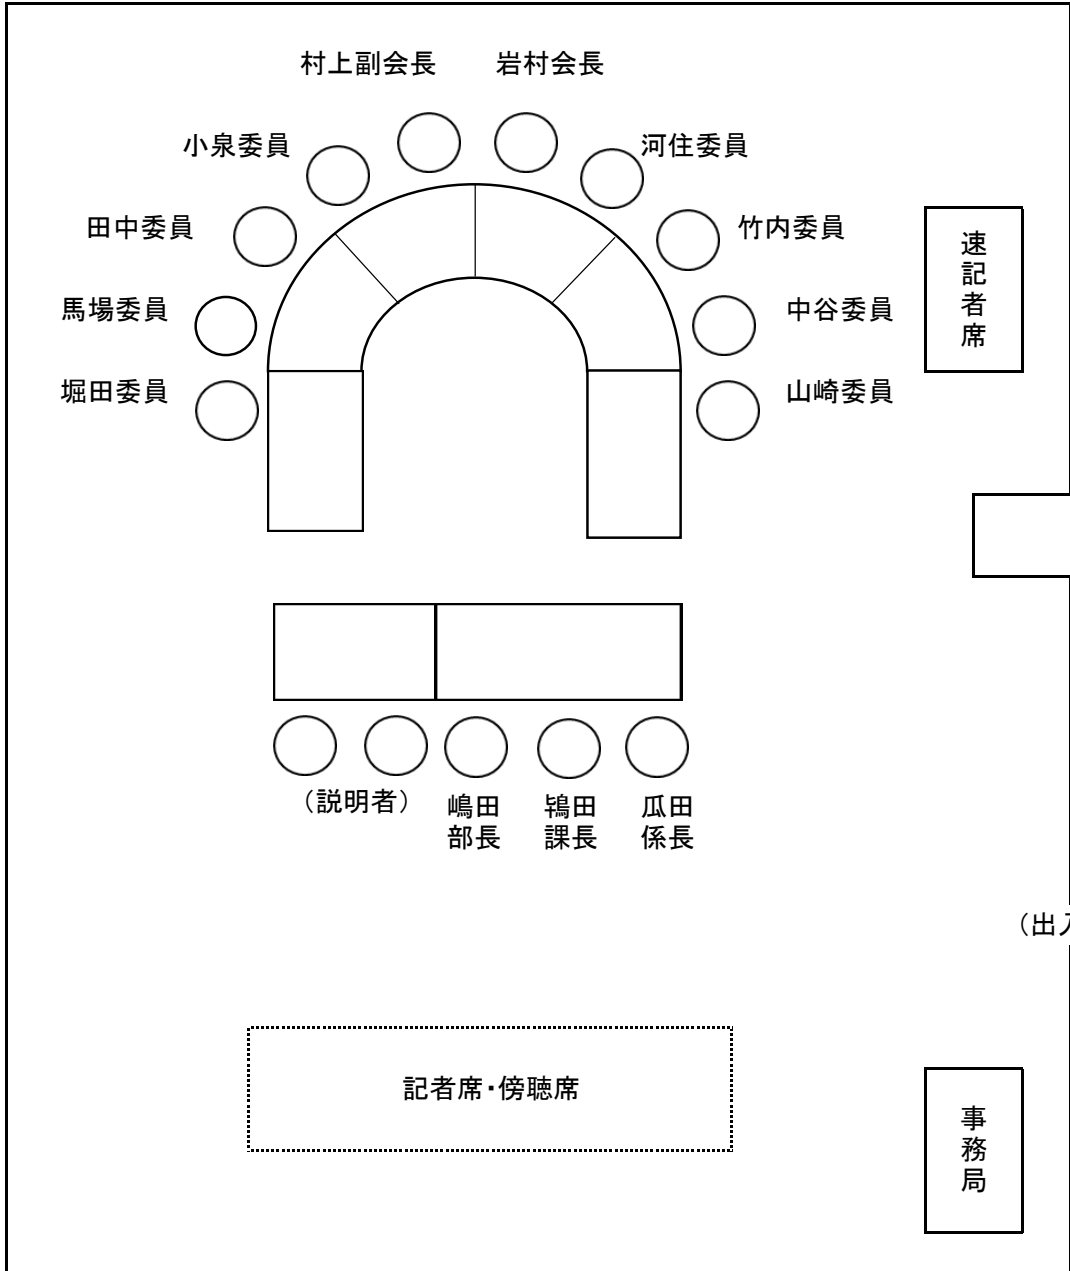 村上副会長
岩村会長
小泉委員
河住委員
田中委員
竹内委員
馬場委員
中谷委員
堀田委員
山崎委員
速記者席
（説明者）
嶋田
部長
鴇田
課長
瓜田
係長
（出入
記者席・傍聴席
事務局